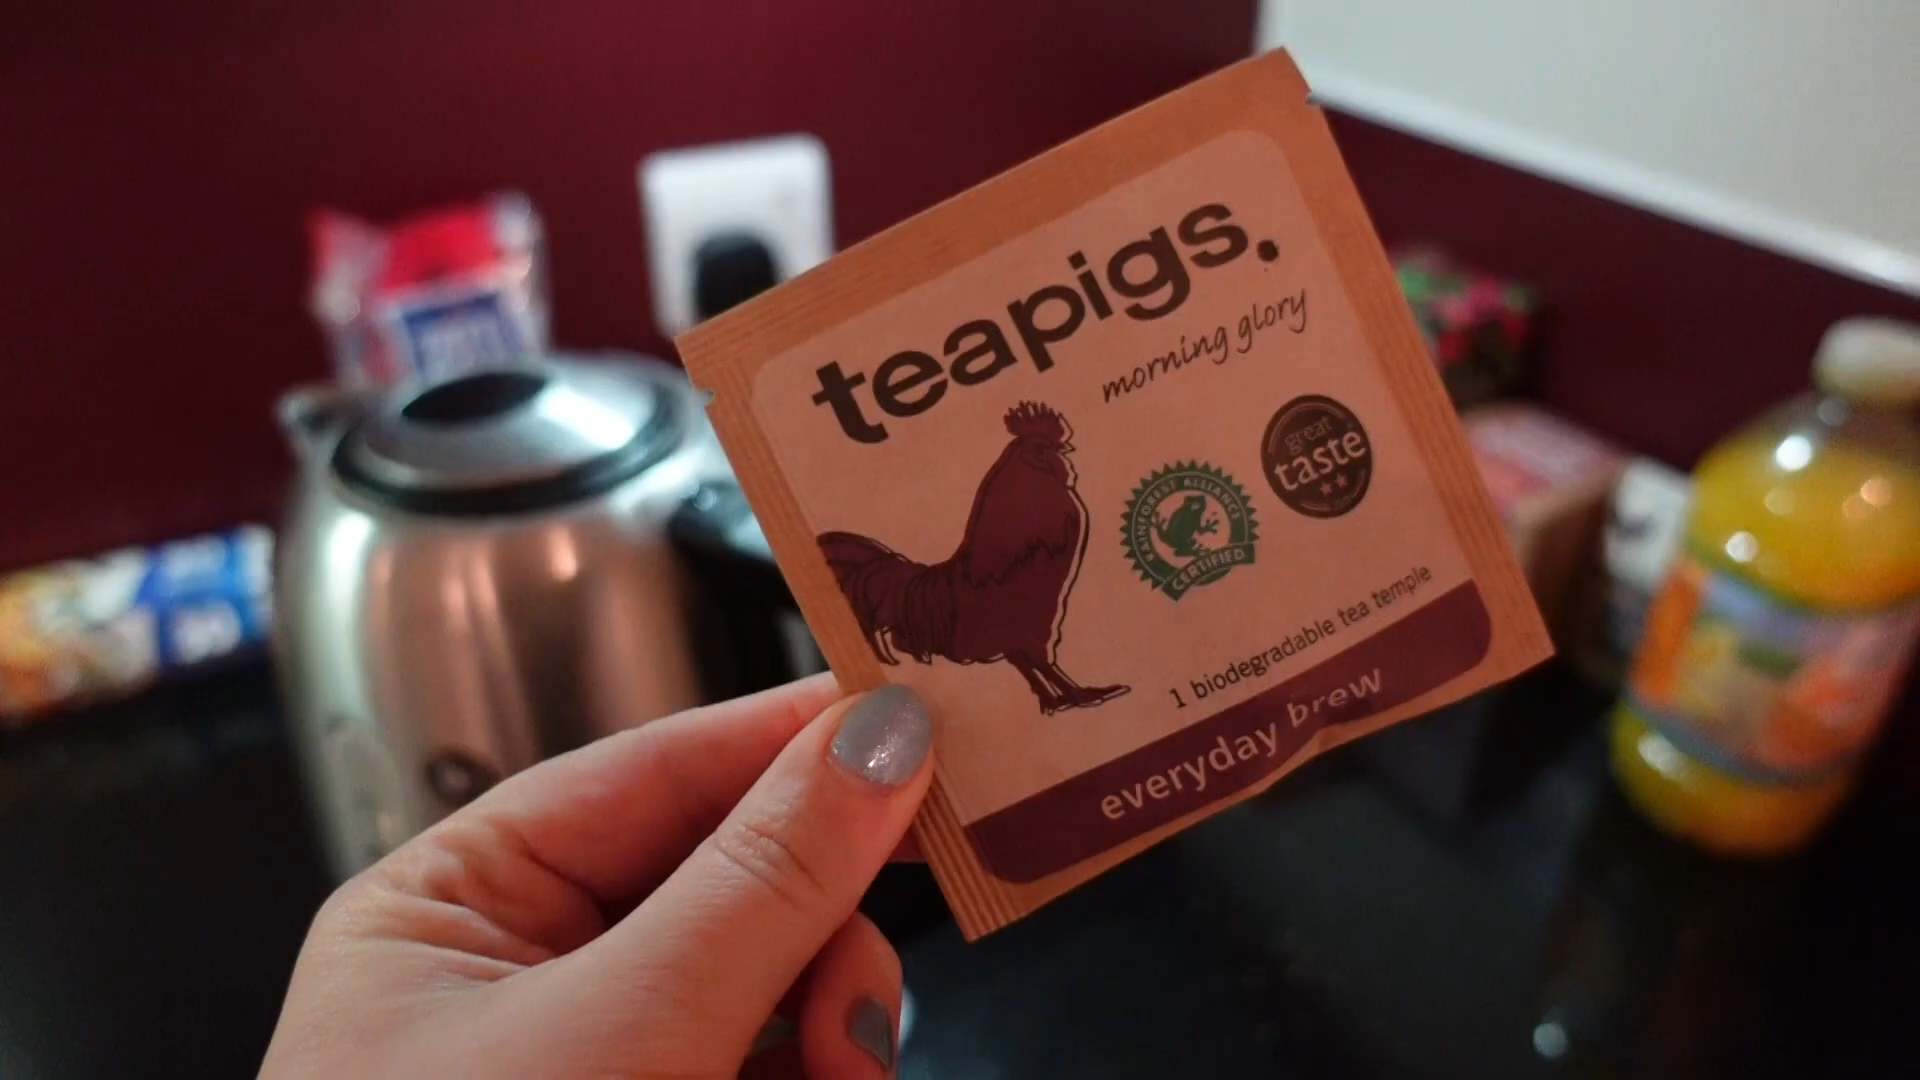 teapigs.
morning glory
great
taste
RAINFOREST ALLIANCE
CERTIFIED
1 biodegradable tea temple
everyday brew